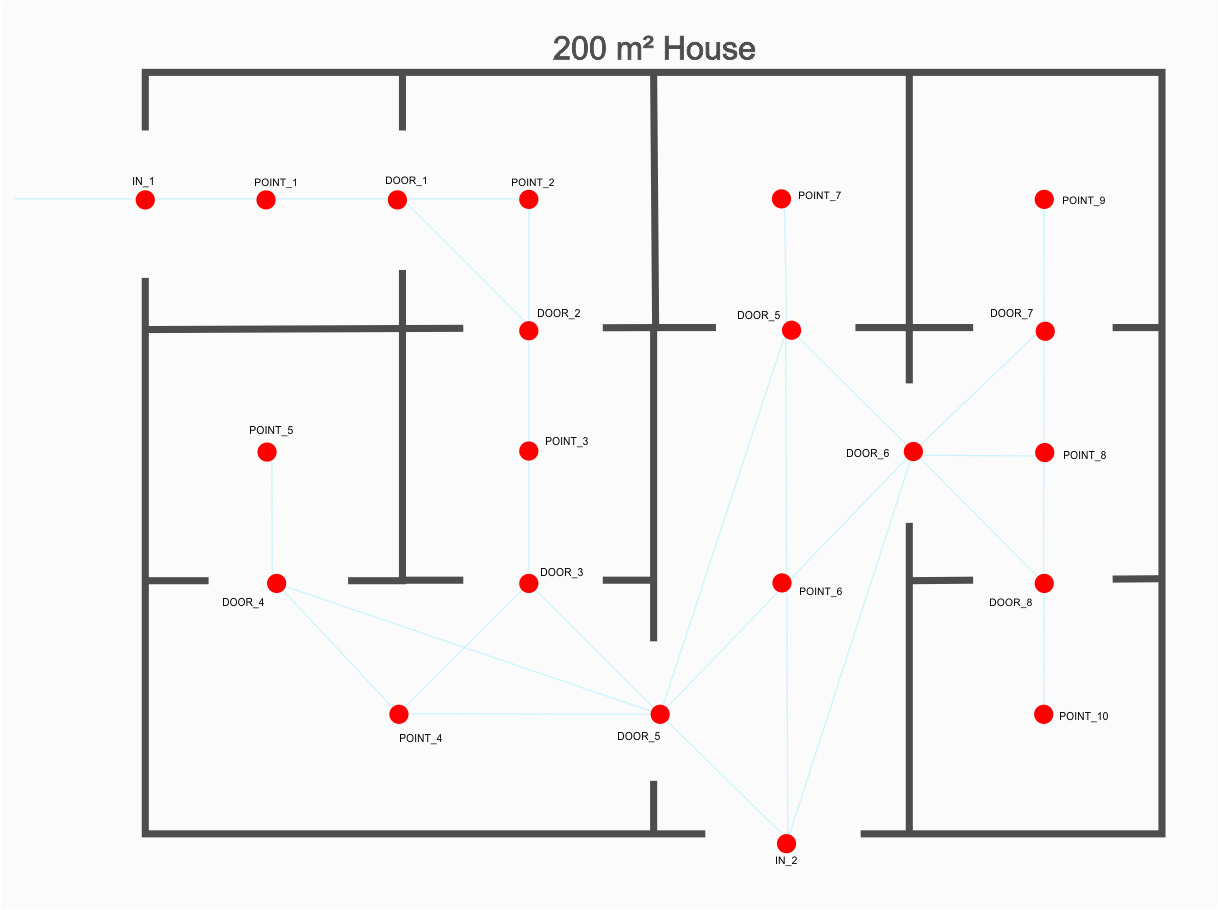 200 m² House
IN_1
POINT_1
DOOR_1
POINT_2
POINT_7
POINT_9
DOOR_2
DOOR_5
DOOR_7
POINT_5
POINT_3
DOOR_6
POINT_8
DOOR_3
DOOR_4
POINT_6
DOOR_8
POINT_4
DOOR_5
POINT_10
IN_2